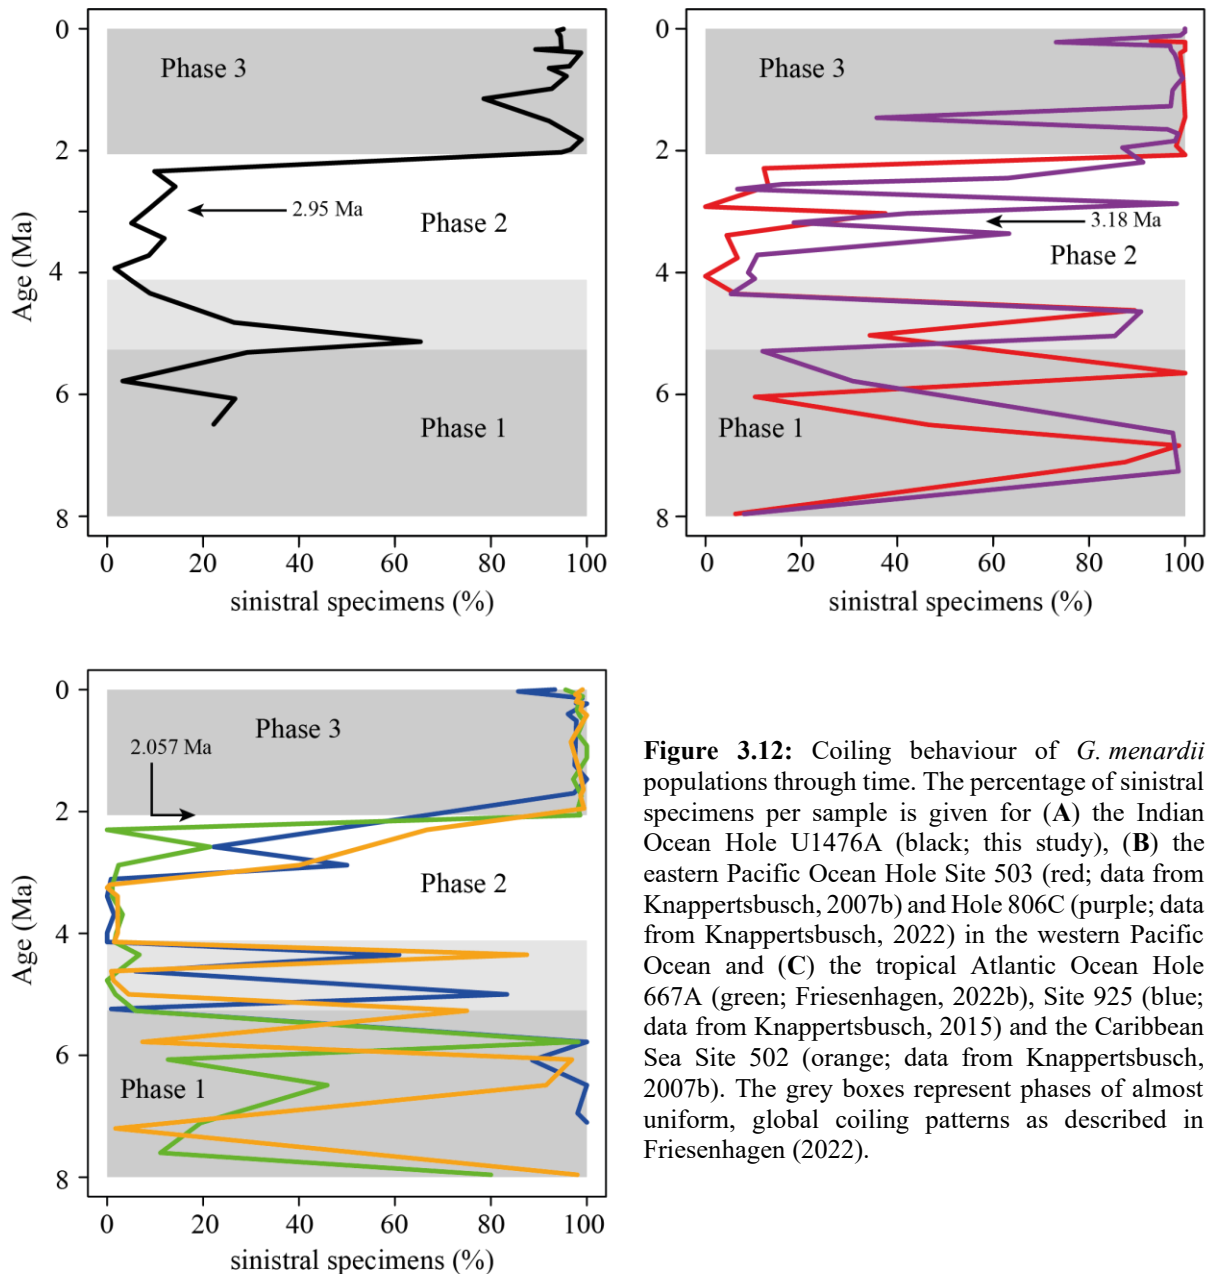 0
2
4
6
8
Age (Ma)
Phase 3
2.95 Ma
Phase 2
Phase 1
0 20 40 60 80 100
sinistral specimens (%)
0
2
4
6
8
Phase 3
3.18 Ma
Phase 2
Phase 1
0 20 40 60 80 100
sinistral specimens (%)
0
2
4
6
8
Age (Ma)
Phase 3
2.057 Ma
Phase 2
Phase 1
0 20 40 60 80 100
sinistral specimens (%)
Figure 3.12: Coiling behaviour of G. menardii
populations through time. The percentage of sinistral
specimens per sample is given for (A) the Indian
Ocean Hole U1476A (black; this study), (B) the
eastern Pacific Ocean Hole Site 503 (red; data from
Knappertsbusch, 2007b) and Hole 806C (purple; data
from Knappertsbusch, 2022) in the western Pacific
Ocean and (C) the tropical Atlantic Ocean Hole
667A (green; Friesenhagen, 2022b), Site 925 (blue;
data from Knappertsbusch, 2015) and the Caribbean
Sea Site 502 (orange; data from Knappertsbusch,
2007b). The grey boxes represent phases of almost
uniform, global coiling patterns as described in
Friesenhagen (2022).